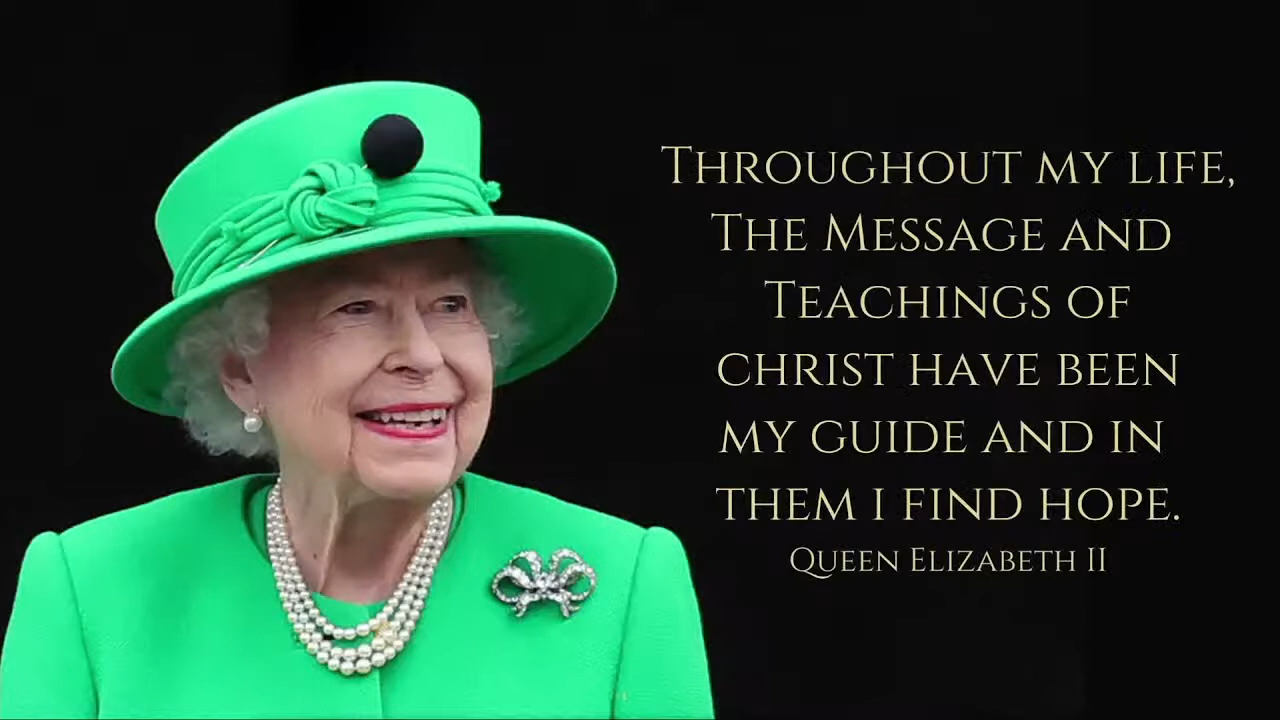 Throughout my life,
The Message and
Teachings of
christ have been
my guide and in
them I find hope.
Queen Elizabeth II